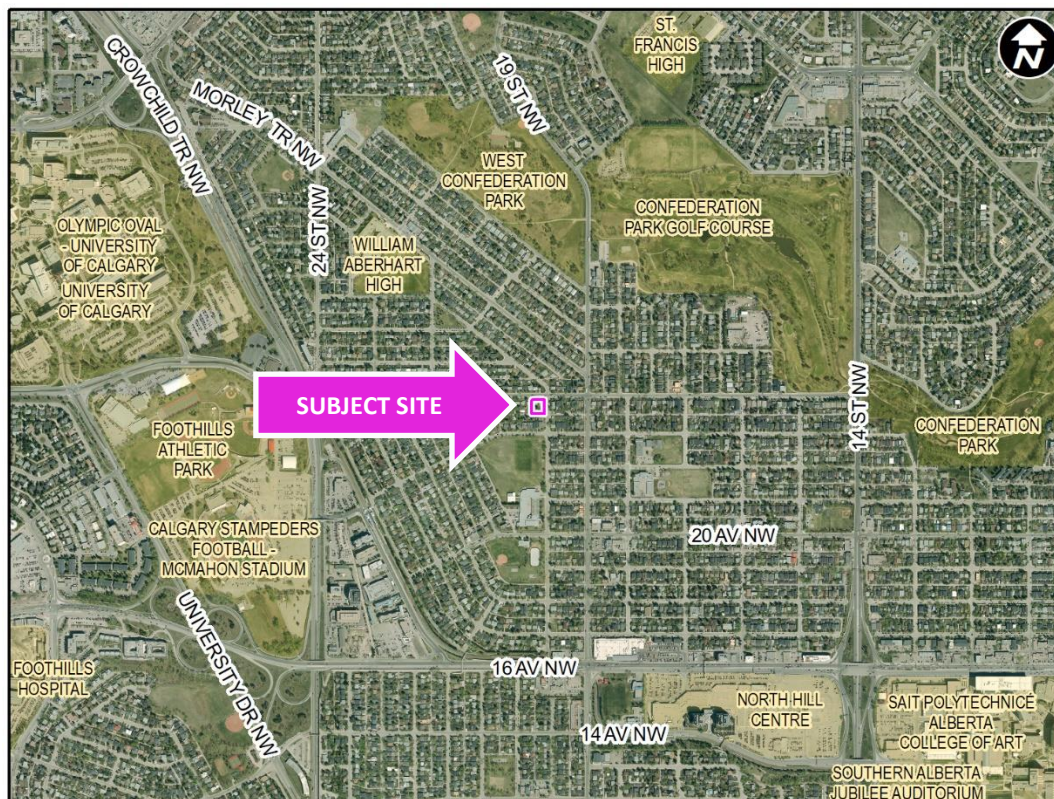 ST.
FRANCIS
HIGH
N
CROWCHILD TR NW
19 ST NW
MORLEY TR NW
WEST
CONFEDERATION
PARK
24 ST NW
CONFEDERATION
PARK GOLF COURSE
OLYMPIC OVAL
- UNIVERSITY
OF CALGARY
UNIVERSITY
OF CALGARY
WILLIAM
ABERHART
HIGH
SUBJECT SITE
14 ST NW
FOOTHILLS
ATHLETIC
PARK
CONFEDERATION
PARK
CALGARY STAMPEDERS
FOOTBALL -
MCMAHON STADIUM
20 AV NW
UNIVERSITY DR NW
FOOTHILLS
HOSPITAL
16 AV NW
NORTH HILL
CENTRE
SAIT POLYTECHNIC
ALBERTA
COLLEGE OF ART
14 AV NW
SOUTHERN ALBERTA
JUBILEE AUDITORIUM